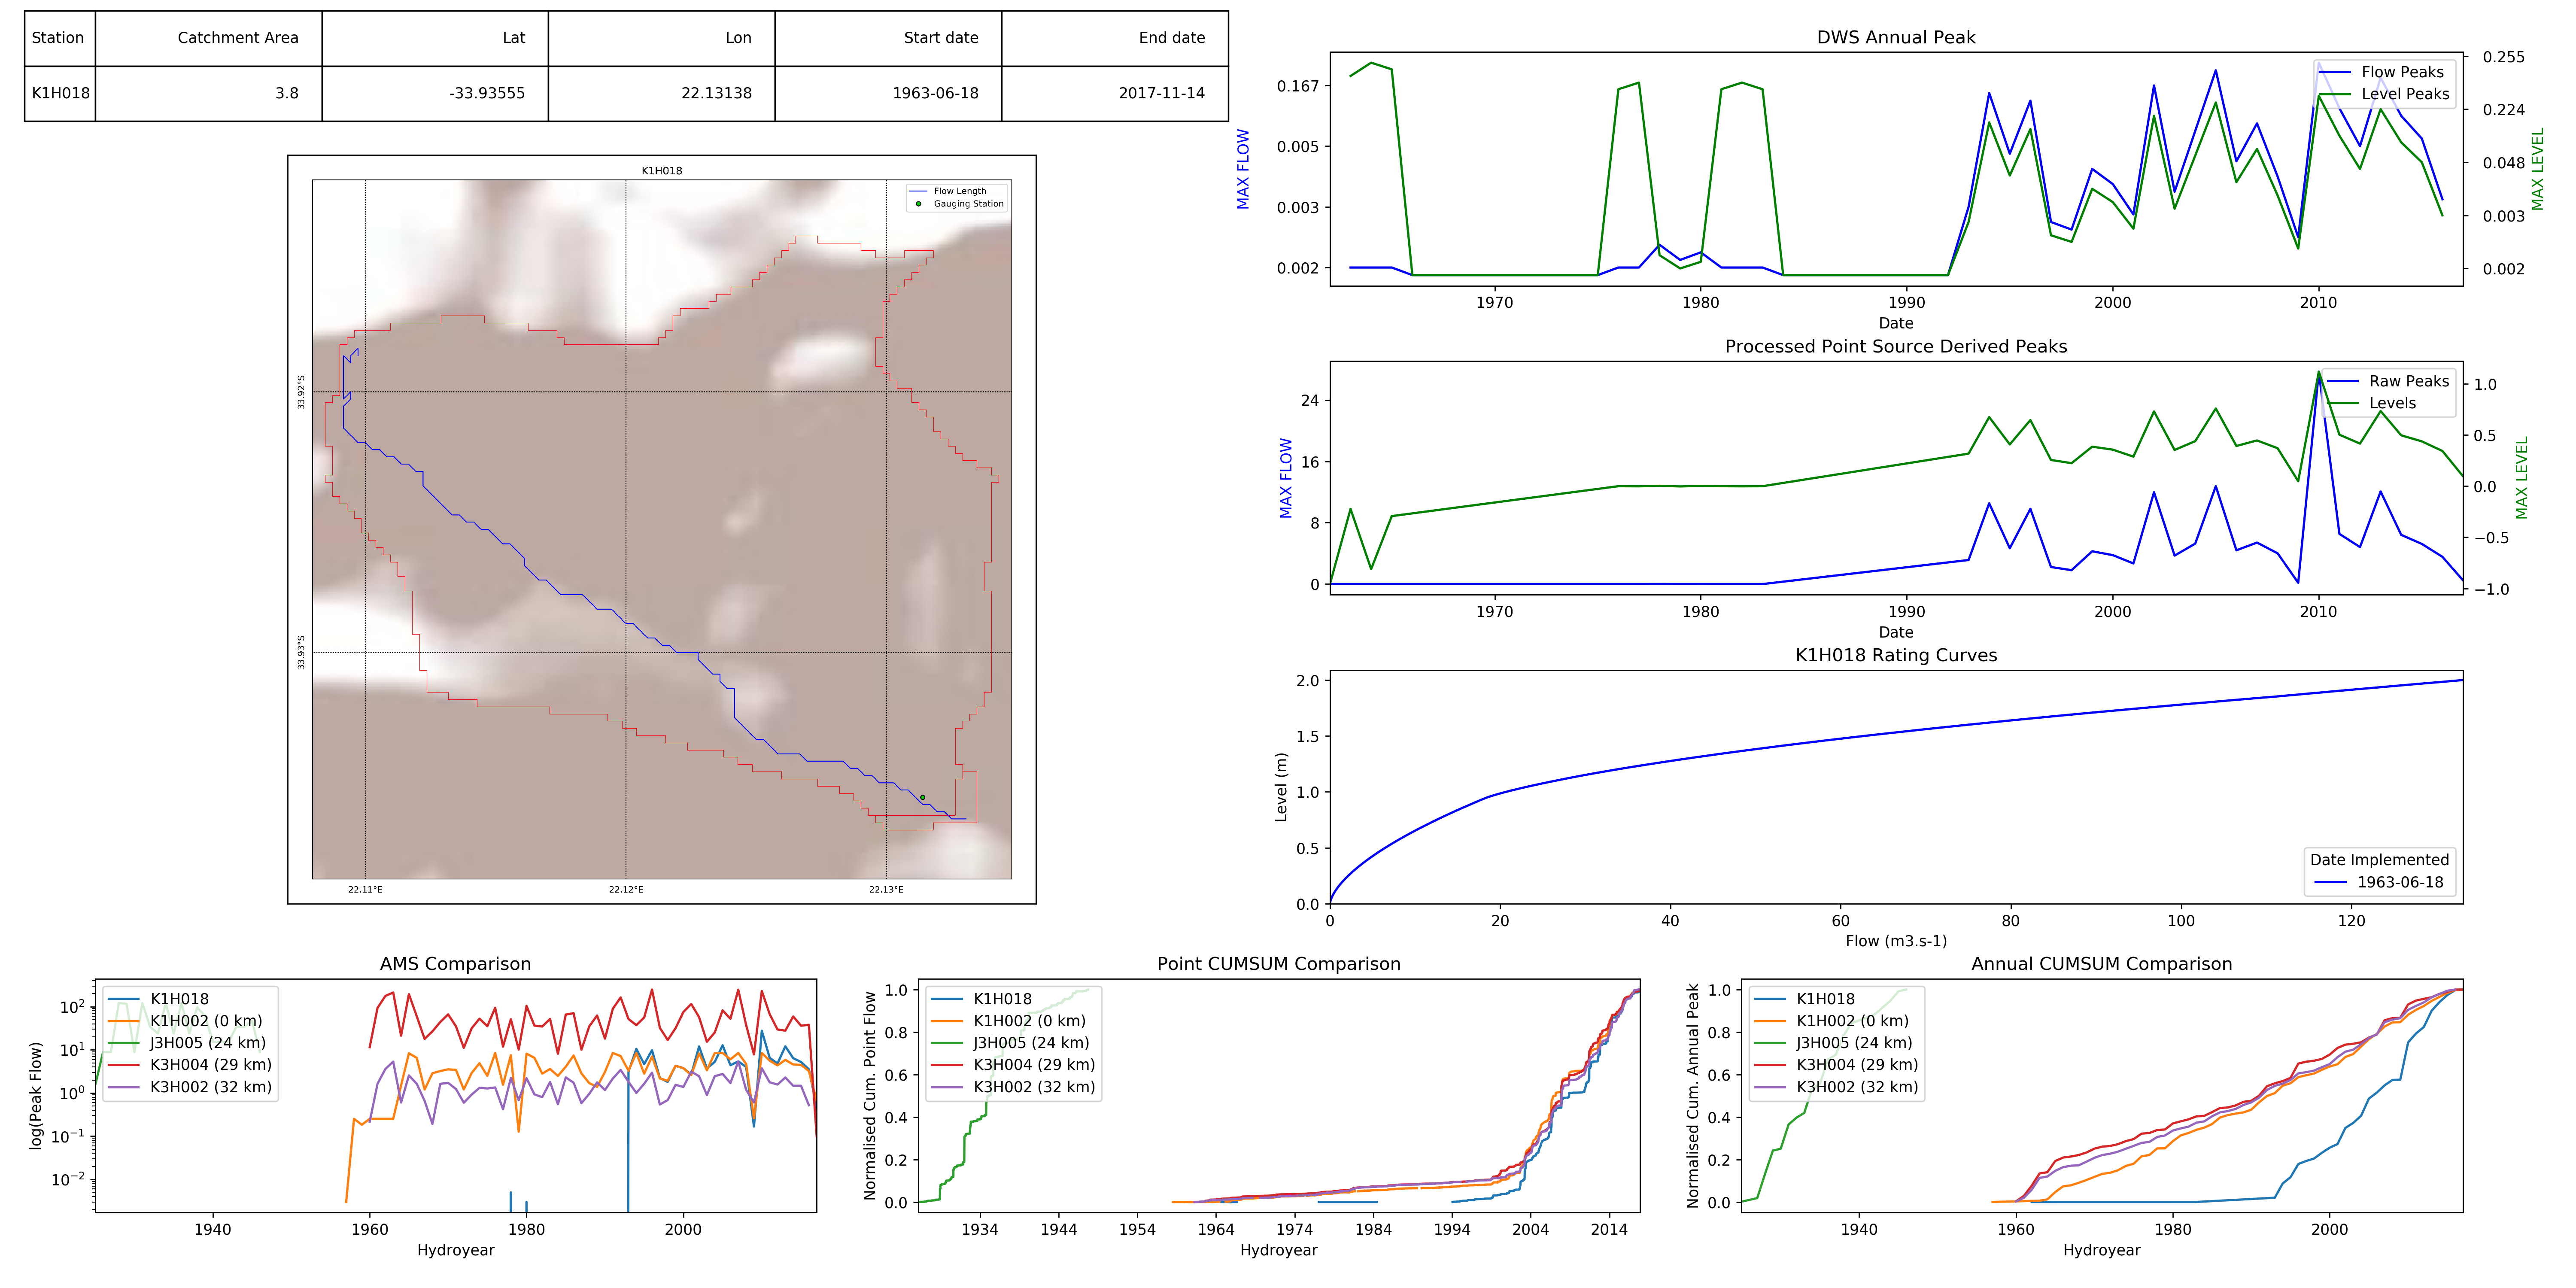 Station Catchment Area Lat Lon Start date End date
K1H018 3.8 -33.93555 22.13138 1963-06-18 2017-11-14
K1H018
Flow Length
Gauging Station
33.92°S
33.93°S
22.11°E 22.12°E 22.13°E
DWS Annual Peak
MAX FLOW
0.167
0.005
0.003
0.002
Flow Peaks
Level Peaks
0.255
0.224
0.048
0.003
0.002
MAX LEVEL
1970 1980 1990 2000 2010
Date
Processed Point Source Derived Peaks
MAX FLOW
24
16
8
0
Raw Peaks
Levels
1.0
0.5
0.0
−0.5
−1.0
MAX LEVEL
1970 1980 1990 2000 2010
Date
K1H018 Rating Curves
Level (m)
2.0
1.5
1.0
0.5
0.0
Date Implemented
1963-06-18
0 20 40 60 80 100 120
Flow (m3.s-1)
AMS Comparison
log(Peak Flow)
10²
10¹
10⁰
10⁻¹
10⁻²
K1H018
K1H002 (0 km)
J3H005 (24 km)
K3H004 (29 km)
K3H002 (32 km)
1940 1960 1980 2000
Hydroyear
Point CUMSUM Comparison
Normalised Cum. Point Flow
1.0
0.8
0.6
0.4
0.2
0.0
K1H018
K1H002 (0 km)
J3H005 (24 km)
K3H004 (29 km)
K3H002 (32 km)
1934 1944 1954 1964 1974 1984 1994 2004 2014
Hydroyear
Annual CUMSUM Comparison
Normalised Cum. Annual Peak
1.0
0.8
0.6
0.4
0.2
0.0
K1H018
K1H002 (0 km)
J3H005 (24 km)
K3H004 (29 km)
K3H002 (32 km)
1940 1960 1980 2000
Hydroyear